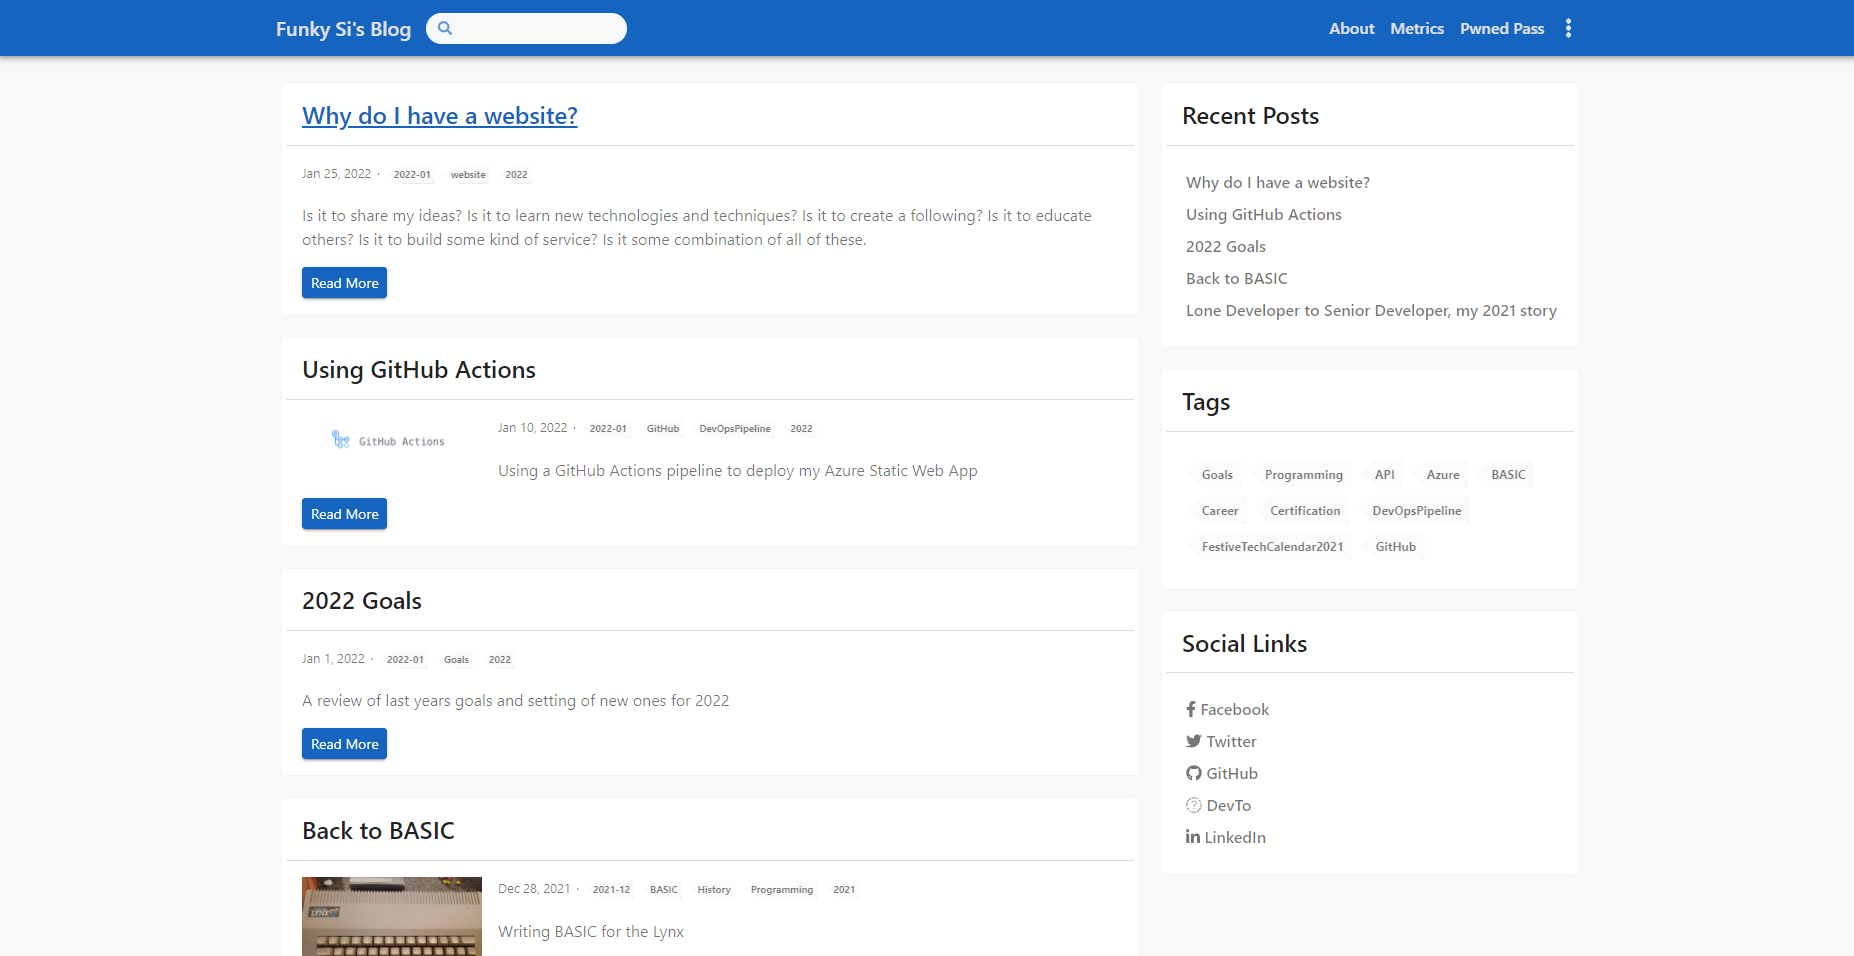 Funky Si's Blog
About Metrics Pwned Pass
Why do I have a website?
Jan 25, 2022 · 2022-01 website 2022
Is it to share my ideas? Is it to learn new technologies and techniques? Is it to create a following? Is it to educate
others? Is it to build some kind of service? Is it some combination of all of these.
Read More
Using GitHub Actions
GitHub Actions
Jan 10, 2022 · 2022-01 GitHub DevOpsPipeline 2022
Using a GitHub Actions pipeline to deploy my Azure Static Web App
Read More
2022 Goals
Jan 1, 2022 · 2022-01 Goals 2022
A review of last years goals and setting of new ones for 2022
Read More
Back to BASIC
LYNX
Dec 28, 2021 · 2021-12 BASIC History Programming 2021
Writing BASIC for the Lynx
Recent Posts
Why do I have a website?
Using GitHub Actions
2022 Goals
Back to BASIC
Lone Developer to Senior Developer, my 2021 story
Tags
Goals Programming API Azure BASIC
Career Certification DevOpsPipeline
FestiveTechCalendar2021 GitHub
Social Links
Facebook
Twitter
GitHub
DevTo
LinkedIn